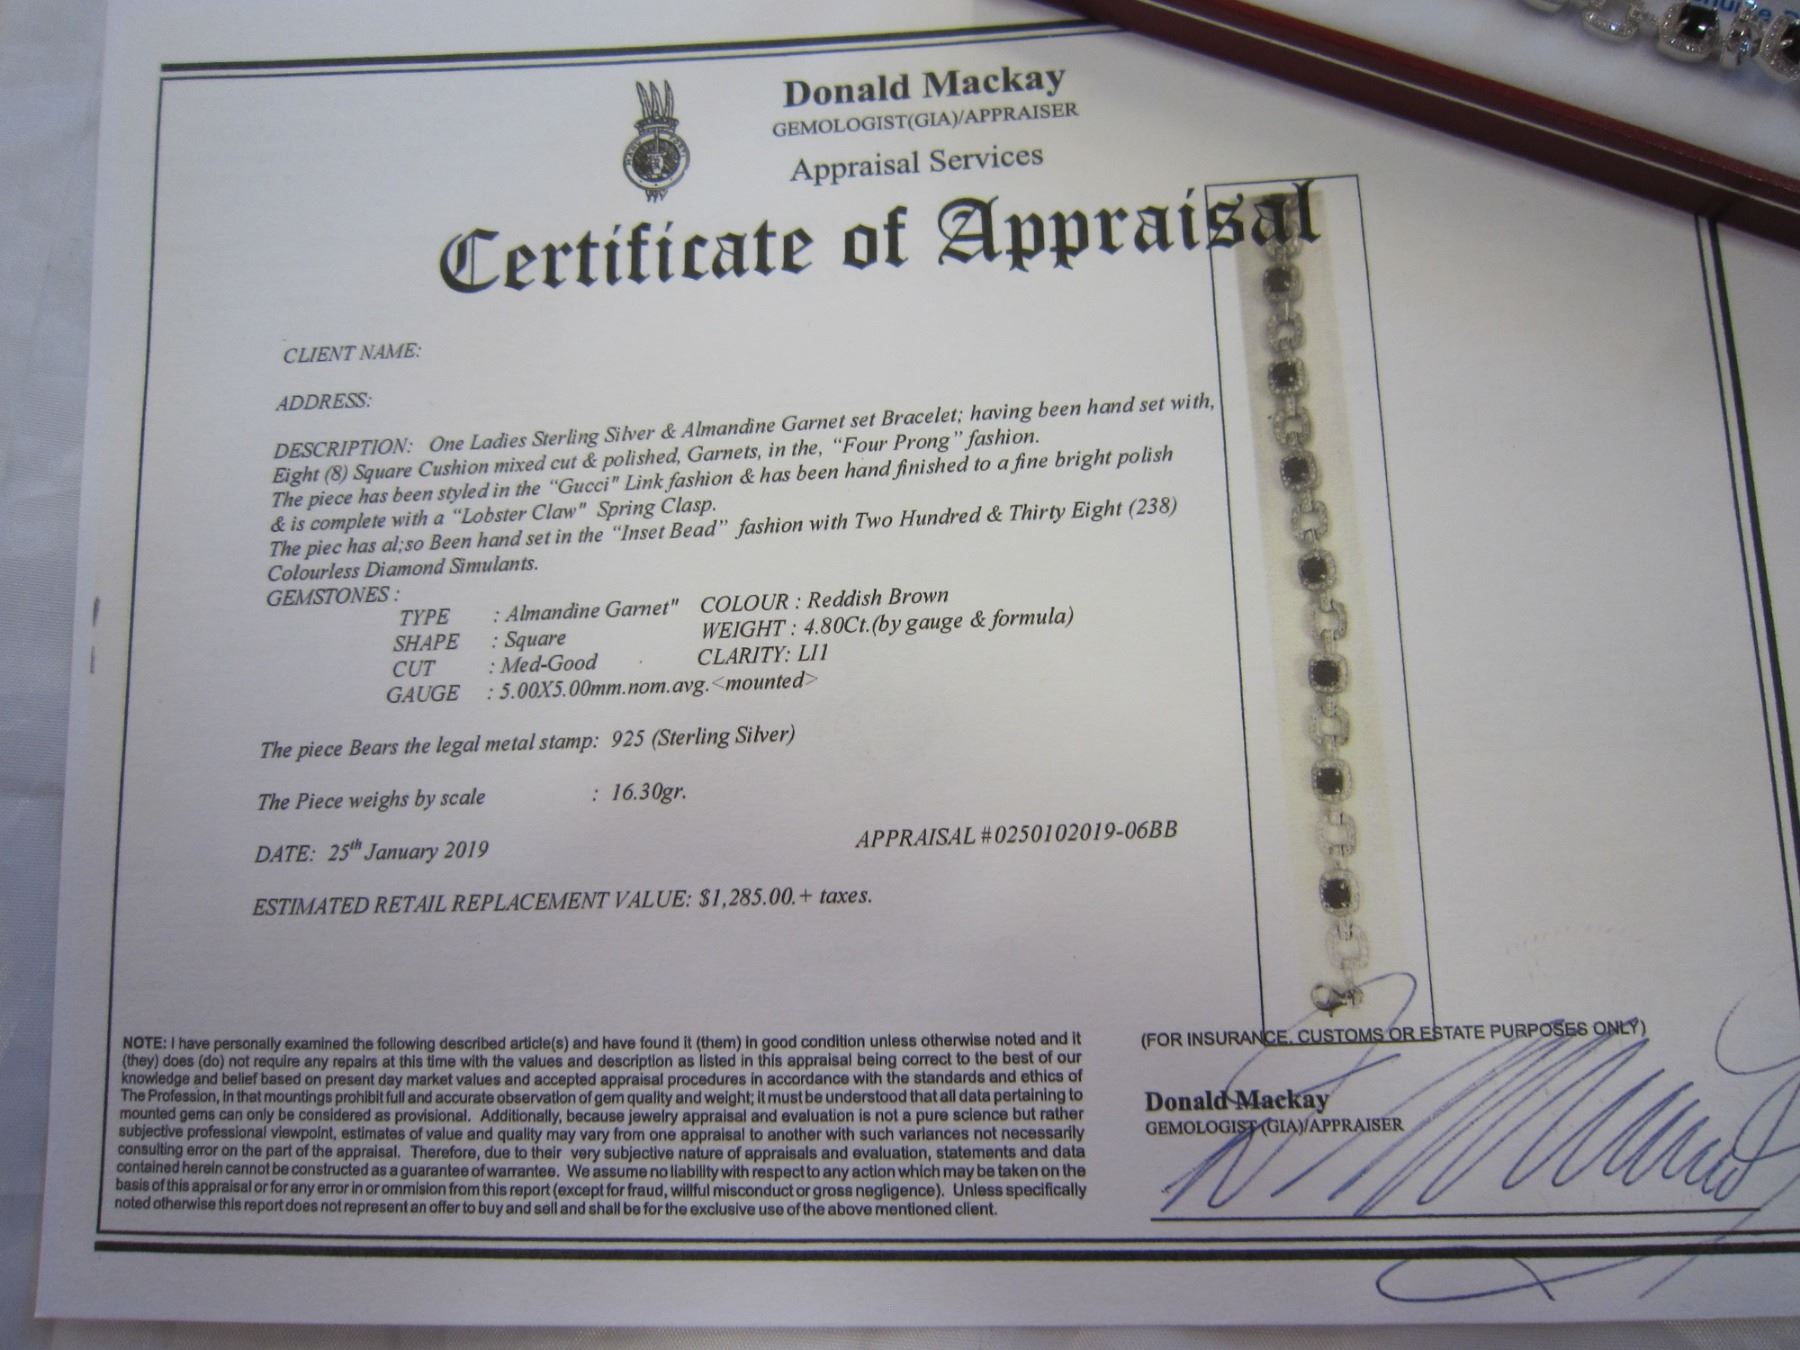 Donald Mackay
GEMOLOGIST(GIA)/APPRAISER
Appraisal Services
Certificate of Appraisal
CLIENT NAME:
ADDRESS:
DESCRIPTION: One Ladies Sterling Silver & Almandine Garnet set Bracelet; having been hand set with,
Eight (8) Square Cushion mixed cut & polished, Garnets, in the, “Four Prong” fashion.
The piece has been styled in the “Gucci" Link fashion & has been hand finished to a fine bright polish
& is complete with a “Lobster Claw" Spring Clasp.
The piec has al;so Been hand set in the “Inset Bead” fashion with Two Hundred & Thirty Eight (238)
Colourless Diamond Simulants.
GEMSTONES :
TYPE : Almandine Garnet" COLOUR : Reddish Brown
SHAPE : Square WEIGHT : 4.80Ct.(by gauge & formula)
CUT : Med-Good CLARITY: LI1
GAUGE : 5.00X5.00mm.nom.avg.<mounted>
The piece Bears the legal metal stamp: 925 (Sterling Silver)
The Piece weighs by scale : 16.30gr.
DATE: 25th January 2019 APPRAISAL #0250102019-06BB
ESTIMATED RETAIL REPLACEMENT VALUE: $1,285.00.+ taxes.
NOTE: I have personally examined the following described article(s) and have found it (them) in good condition unless otherwise noted and it
(they) does (do) not require any repairs at this time with the values and description as listed in this appraisal being correct to the best of our
knowledge and belief based on present day market values and accepted appraisal procedures in accordance with the standards and ethics of
The Profession, in that mountings prohibit full and accurate observation of gem quality and weight; it must be understood that all data pertaining to
mounted gems can only be considered as provisional. Additionally, because jewelry appraisal and evaluation is not a pure science but rather
subjective professional viewpoint, estimates of value and quality may vary from one appraisal to another with such variances not necessarily
consulting error on the part of the appraisal. Therefore, due to their very subjective nature of appraisals and evaluation, statements and data
contained herein cannot be constructed as a guarantee of warrantee. We assume no liability with respect to any action which may be taken on the
basis of this appraisal or for any error in or ommision from this report (except for fraud, willful misconduct or gross negligence). Unless specifically
noted otherwise this report does not represent an offer to buy and sell and shall be for the exclusive use of the above mentioned client.
(FOR INSURANCE, CUSTOMS OR ESTATE PURPOSES ONLY)
Donald Mackay
GEMOLOGIST (GIA)/APPRAISER